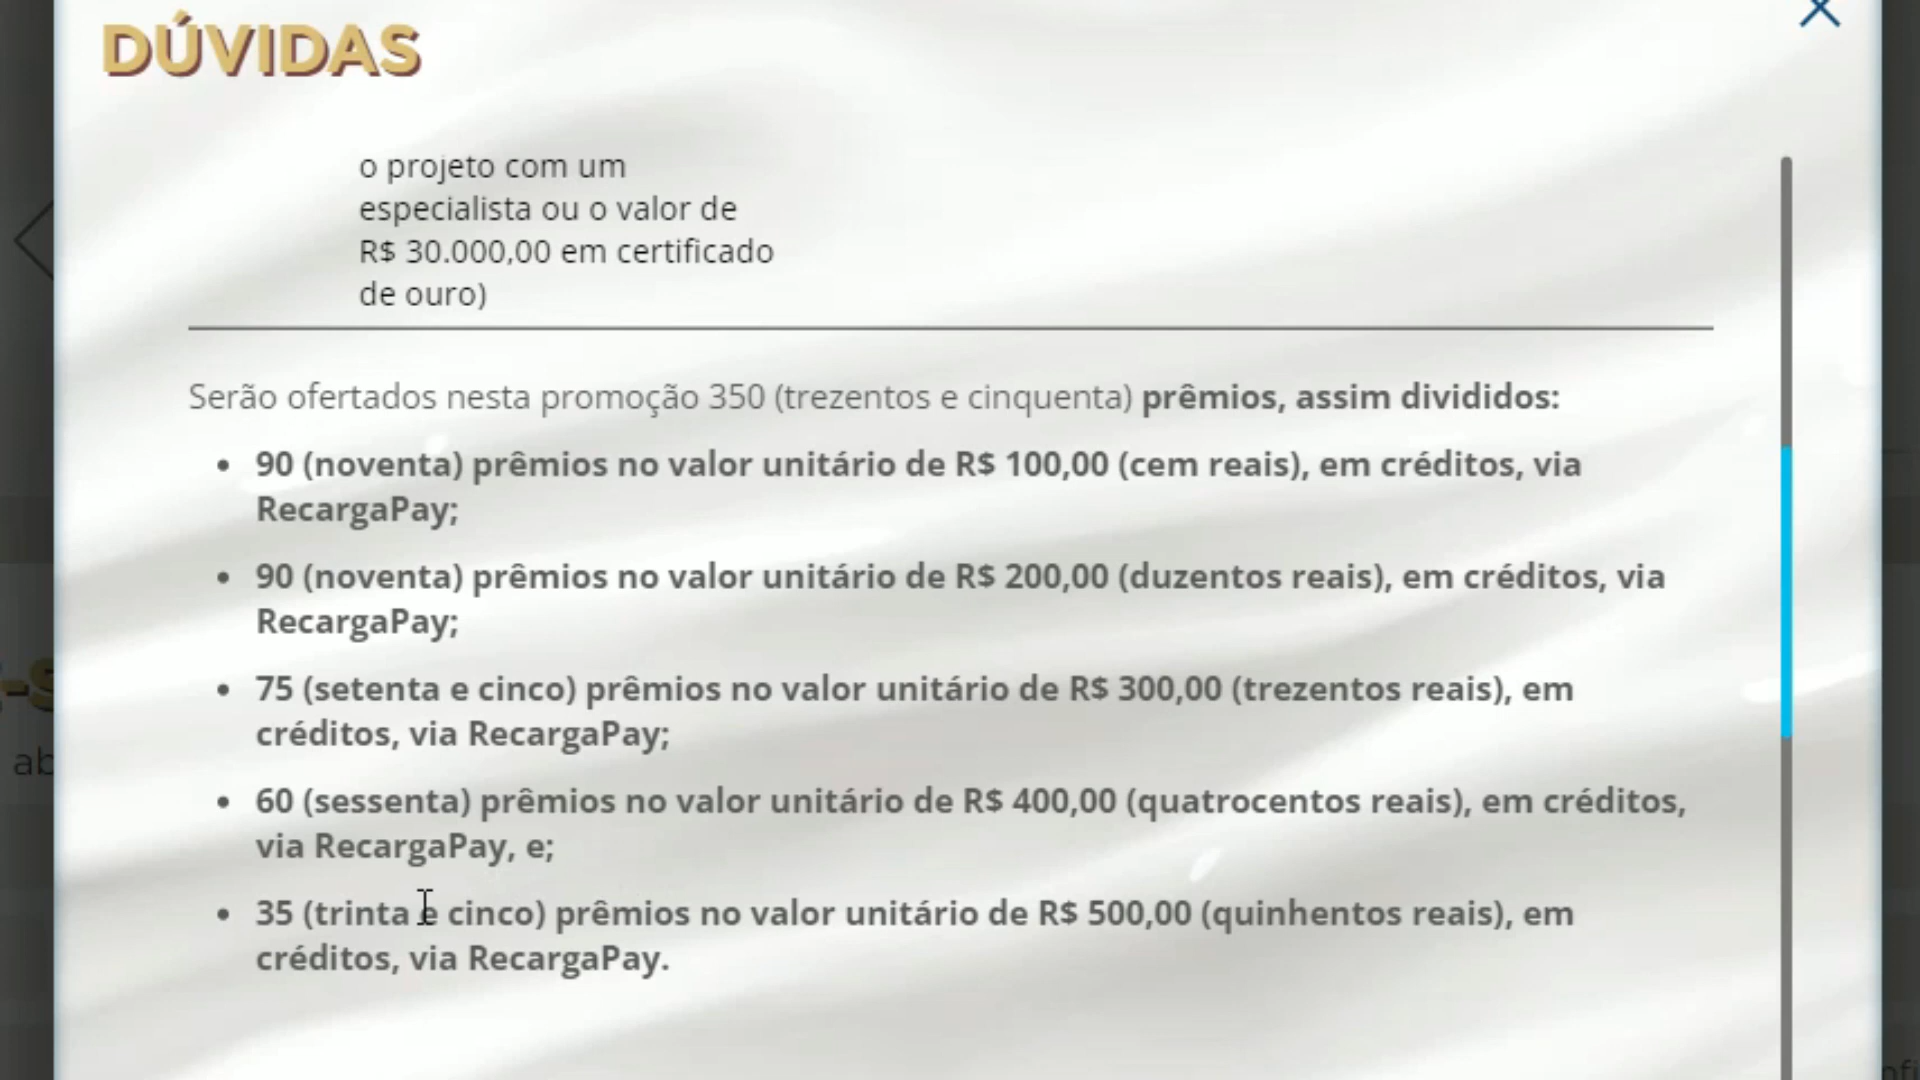 DÚVIDAS
o projeto com um
especialista ou o valor de
R$ 30.000,00 em certificado
de ouro)
Serão ofertados nesta promoção 350 (trezentos e cinquenta) prêmios, assim divididos:
• 90 (noventa) prêmios no valor unitário de R$ 100,00 (cem reais), em créditos, via
RecargaPay;
• 90 (noventa) prêmios no valor unitário de R$ 200,00 (duzentos reais), em créditos, via
RecargaPay;
• 75 (setenta e cinco) prêmios no valor unitário de R$ 300,00 (trezentos reais), em
créditos, via RecargaPay;
• 60 (sessenta) prêmios no valor unitário de R$ 400,00 (quatrocentos reais), em créditos,
via RecargaPay, e;
• 35 (trinta e cinco) prêmios no valor unitário de R$ 500,00 (quinhentos reais), em
créditos, via RecargaPay.